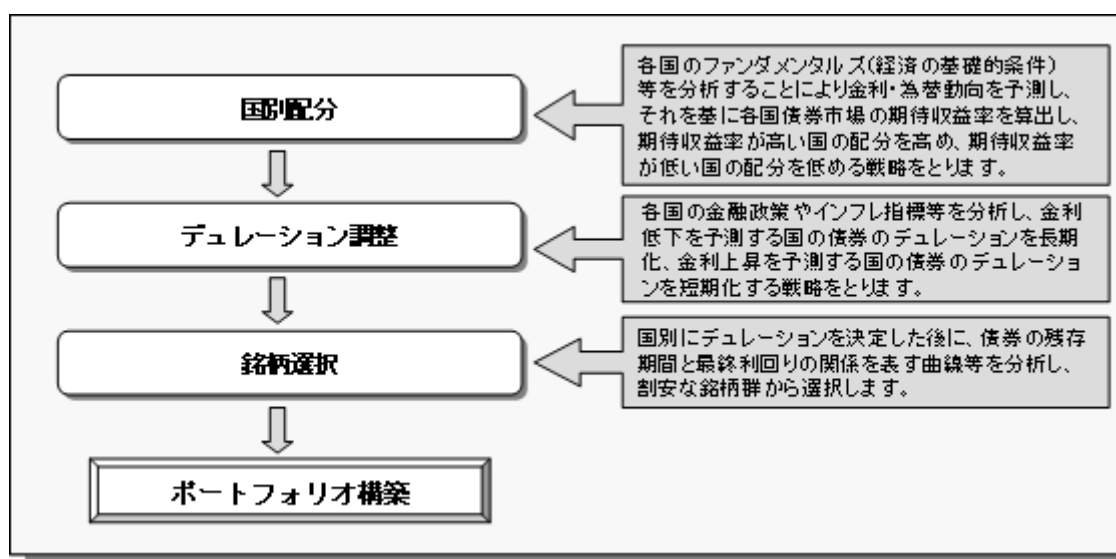 国別配分
各国のファンダメンタルズ(経済の基礎的条件)
等を分析することにより金利・為替動向を予測し、
それを基に各国債券市場の期待収益率を算出し、
期待収益率が高い国の配分を高め、期待収益率
が低い国の配分を低める戦略をとります。
デュレーション調整
各国の金融政策やインフレ指標等を分析し、金利
低下を予測する国の債券のデュレーションを長期
化、金利上昇を予測する国の債券のデュレーショ
ンを短期化する戦略をとります。
銘柄選択
国別にデュレーションを決定した後に、債券の残存
期間と最終利回りの関係を表す曲線等を分析し、
割安な銘柄群から選択します。
ポートフォリオ構築